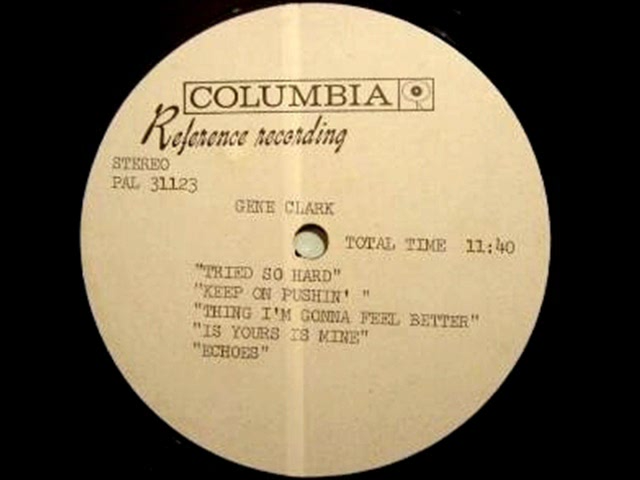 COLUMBIA
Reference recording
STEREO
PAL 31123
GENE CLARK
TOTAL TIME 11:40
"TRIED SO HARD"
"KEEP ON PUSHIN' "
"THING I'M GONNA FEEL BETTER"
"IS YOURS IS MINE"
"ECHOES"